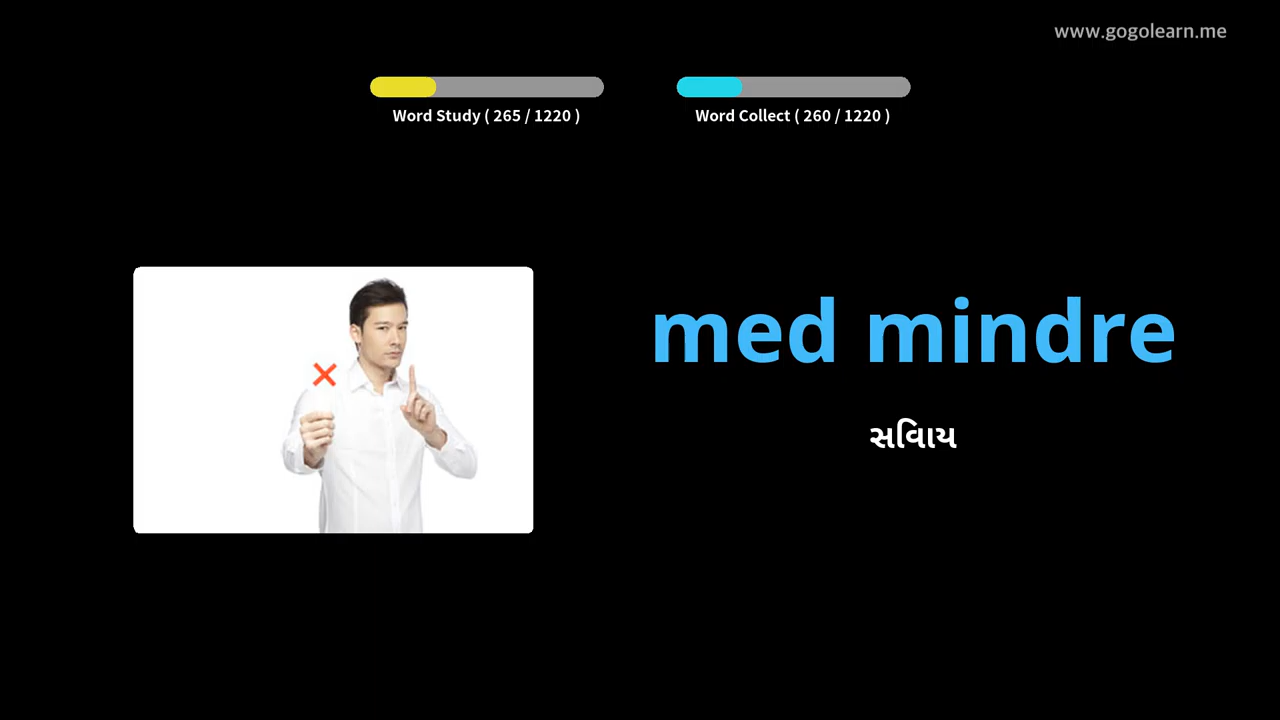 www.gogolearn.me
Word Study ( 265 / 1220 )
Word Collect ( 260 / 1220 )
med mindre
સિવાય